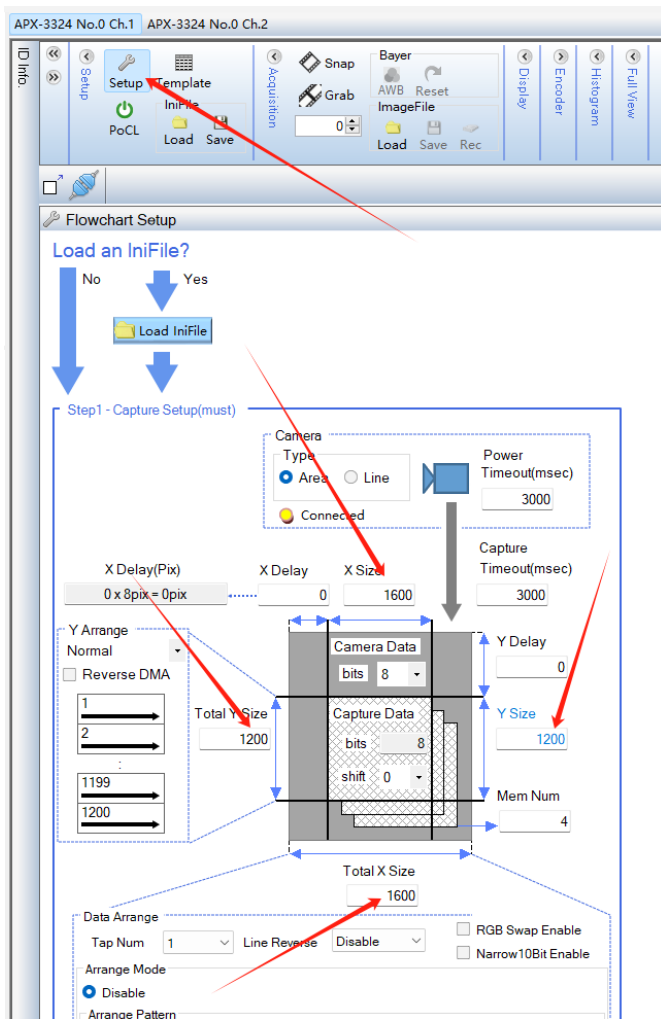 APX-3324 No.0 Ch.1 APX-3324 No.0 Ch.2
ID Info.
Setup
Setup Template
IniFile
PoCL
Load Save
Acquisition
Snap
Grab
0
Bayer
AWB Reset
ImageFile
Load Save Rec
Display
Encoder
Histogram
Full View
Flowchart Setup
Load an IniFile?
No Yes
Load IniFile
Step1 - Capture Setup(must)
Camera
Type
Area Line
Connected
Power
Timeout(msec)
3000
Capture
Timeout(msec)
3000
X Delay(Pix) X Delay X Size
0 x 8pix = 0pix 0 1600
Y Arrange
Normal
Reverse DMA
1
2
:
1199
1200
Total Y Size
1200
Camera Data
bits 8
Capture Data
bits 8
shift 0
Y Delay
0
Y Size
1200
Mem Num
4
Total X Size
1600
Data Arrange
Tap Num 1 Line Reverse Disable
RGB Swap Enable
Narrow10Bit Enable
Arrange Mode
Disable
Arrange Pattern